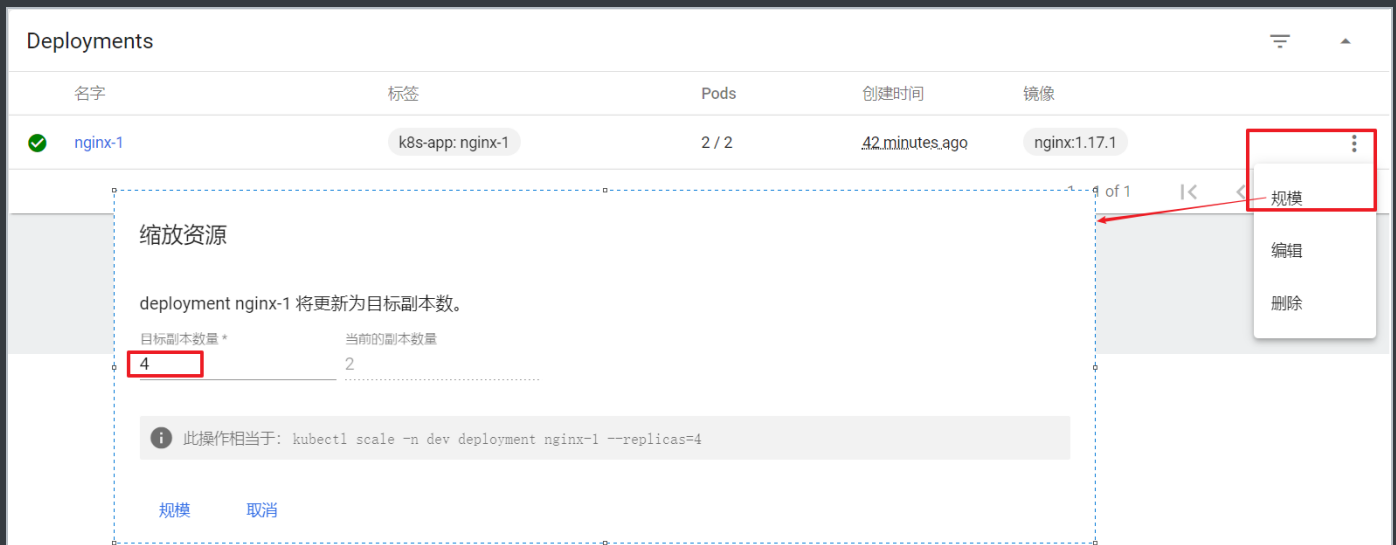 Deployments
名字 标签 Pods 创建时间 镜像
nginx-1 k8s-app: nginx-1 2 / 2 42 minutes ago nginx:1.17.1
of 1
规模
编辑
删除
缩放资源
deployment nginx-1 将更新为目标副本数。
目标副本数量 * 当前的副本数量
4 2
此操作相当于: kubectl scale -n dev deployment nginx-1 --replicas=4
规模 取消